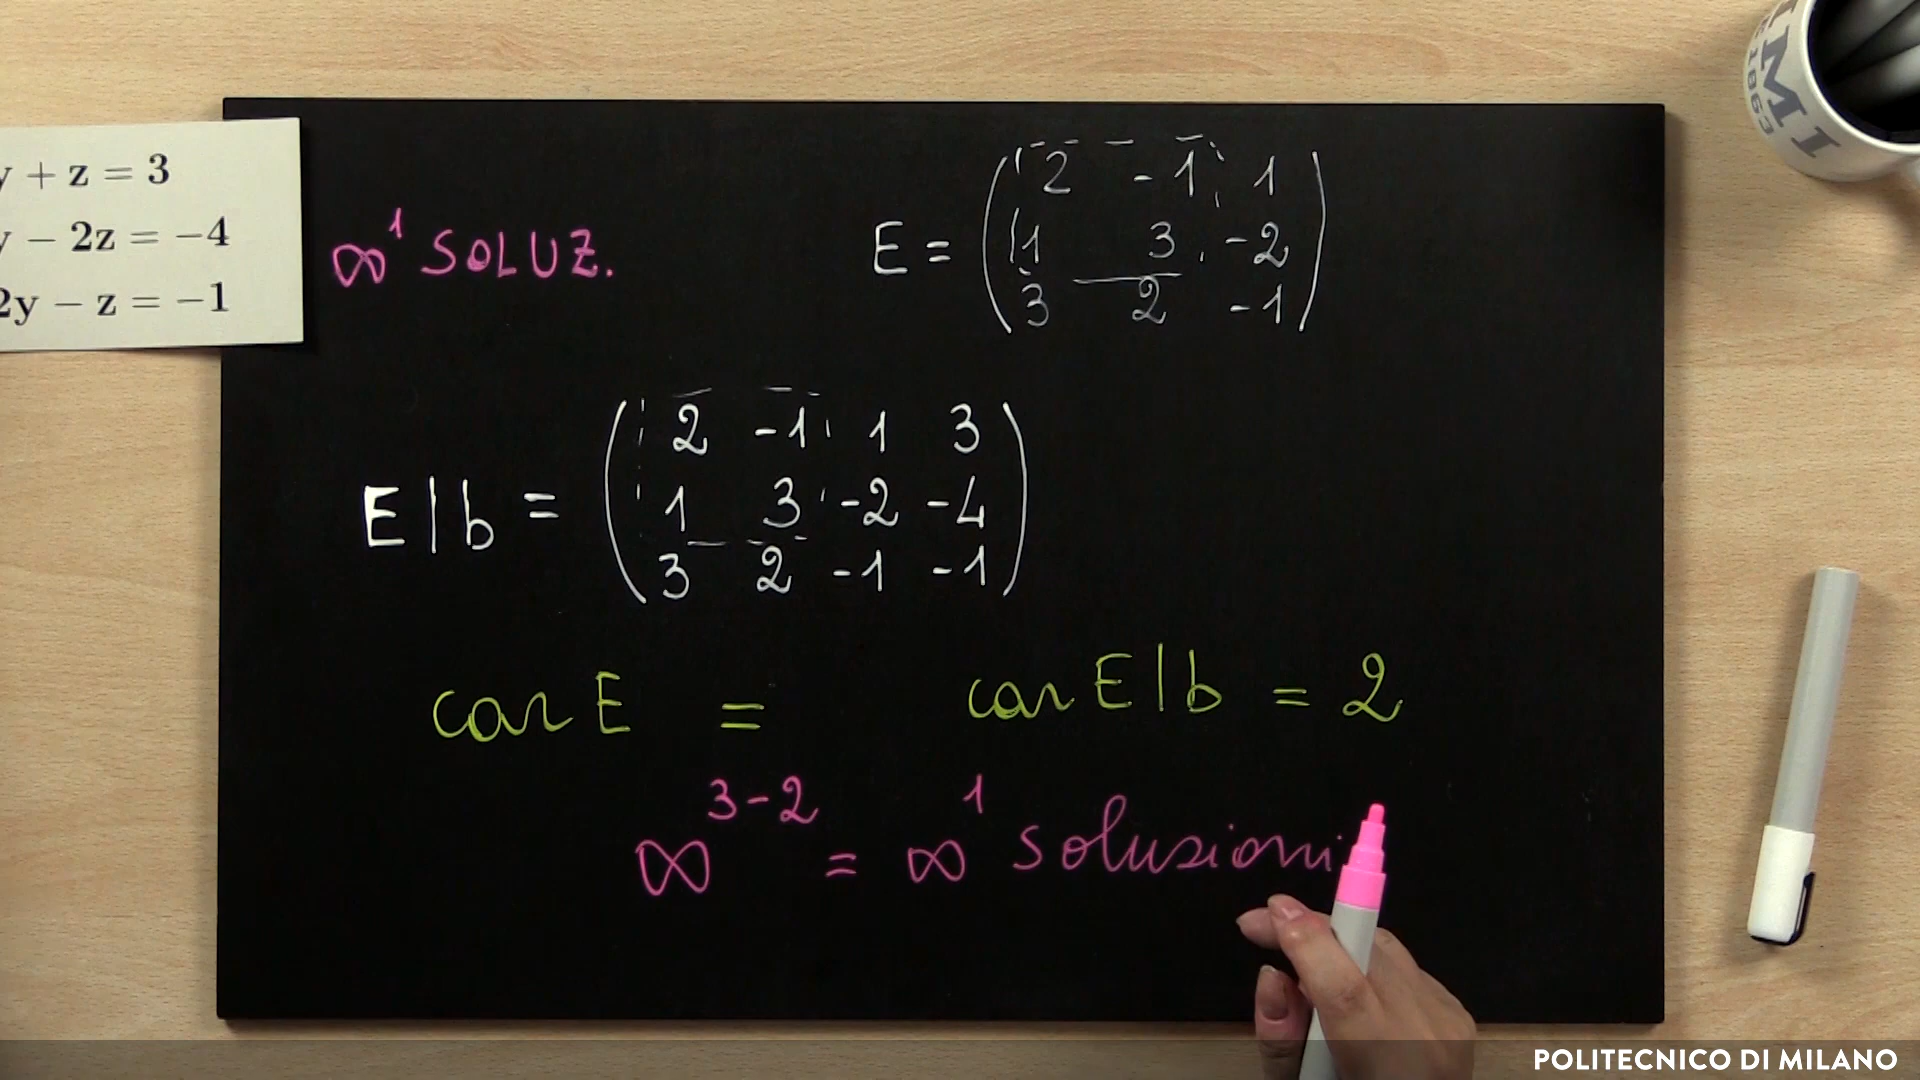 y + z = 3
y − 2z = −4
2y − z = −1
∞¹ SOLUZ.
E = ( 2 -1 1
1 3 -2
3 2 -1 )
E|b = ( 2 -1 1 3
1 3 -2 -4
3 2 -1 -1 )
car E = car E|b = 2
∞³⁻² = ∞¹ soluzioni
MI
1863
POLITECNICO DI MILANO